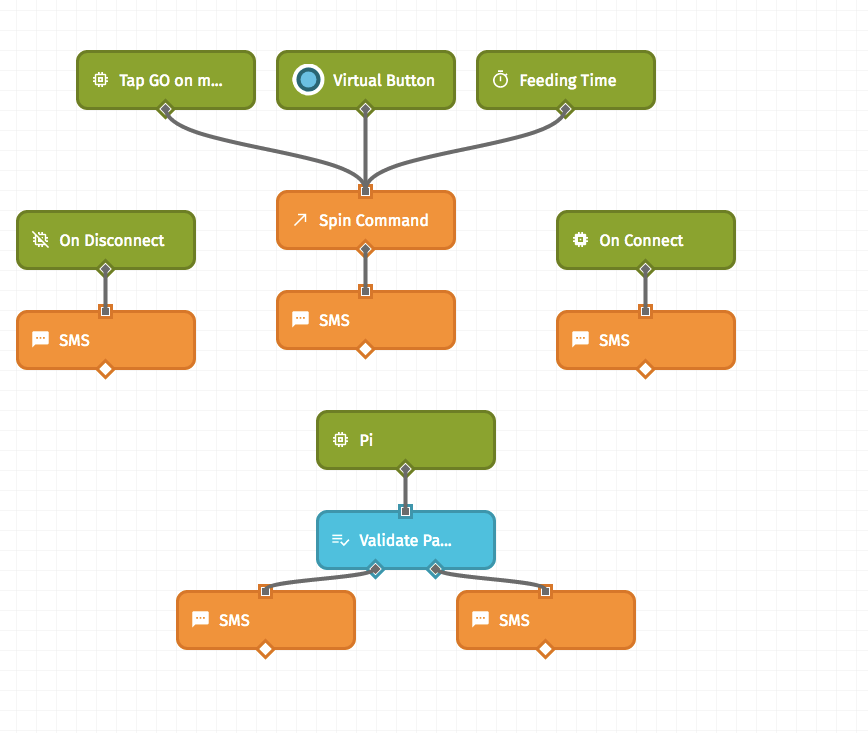 Tap GO on m...
Virtual Button
Feeding Time
Spin Command
On Disconnect
On Connect
SMS
SMS
SMS
Pi
Validate Pa...
SMS
SMS